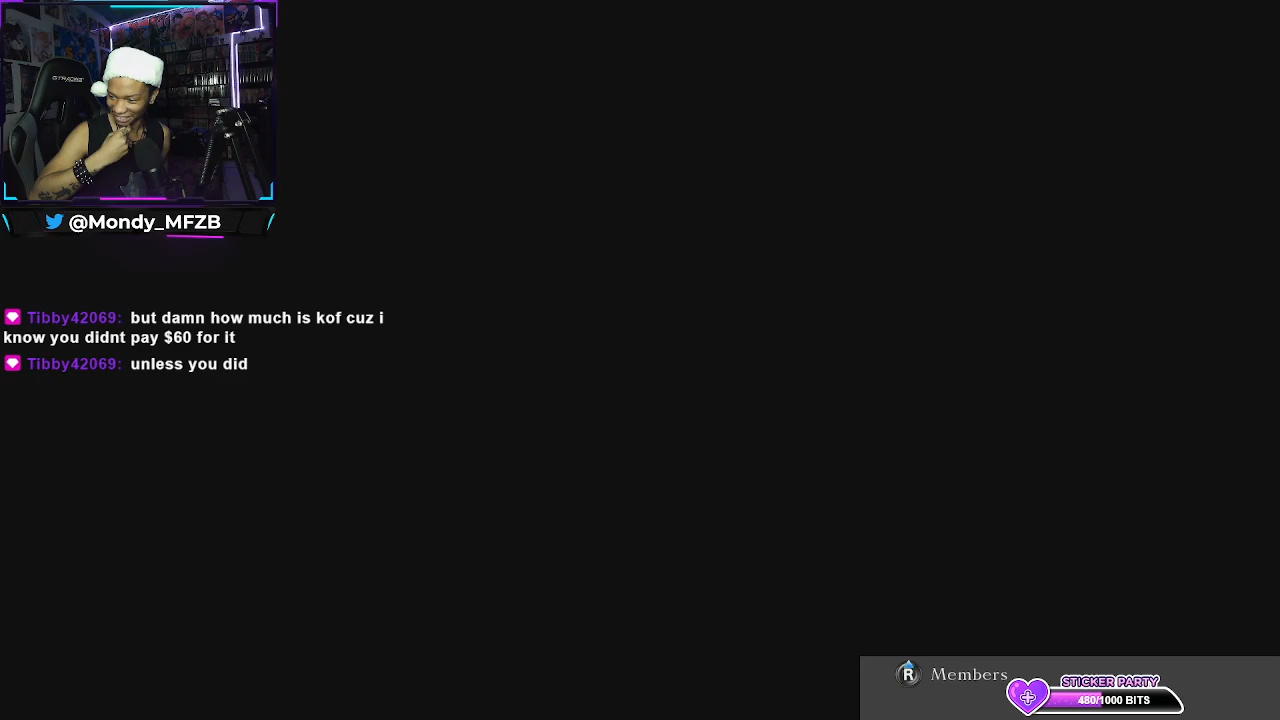 GTRACING
@Mondy_MFZB
Tibby42069: but damn how much is kof cuz i
know you didnt pay $60 for it
Tibby42069: unless you did
R Members
STICKER PARTY
480/1000 BITS